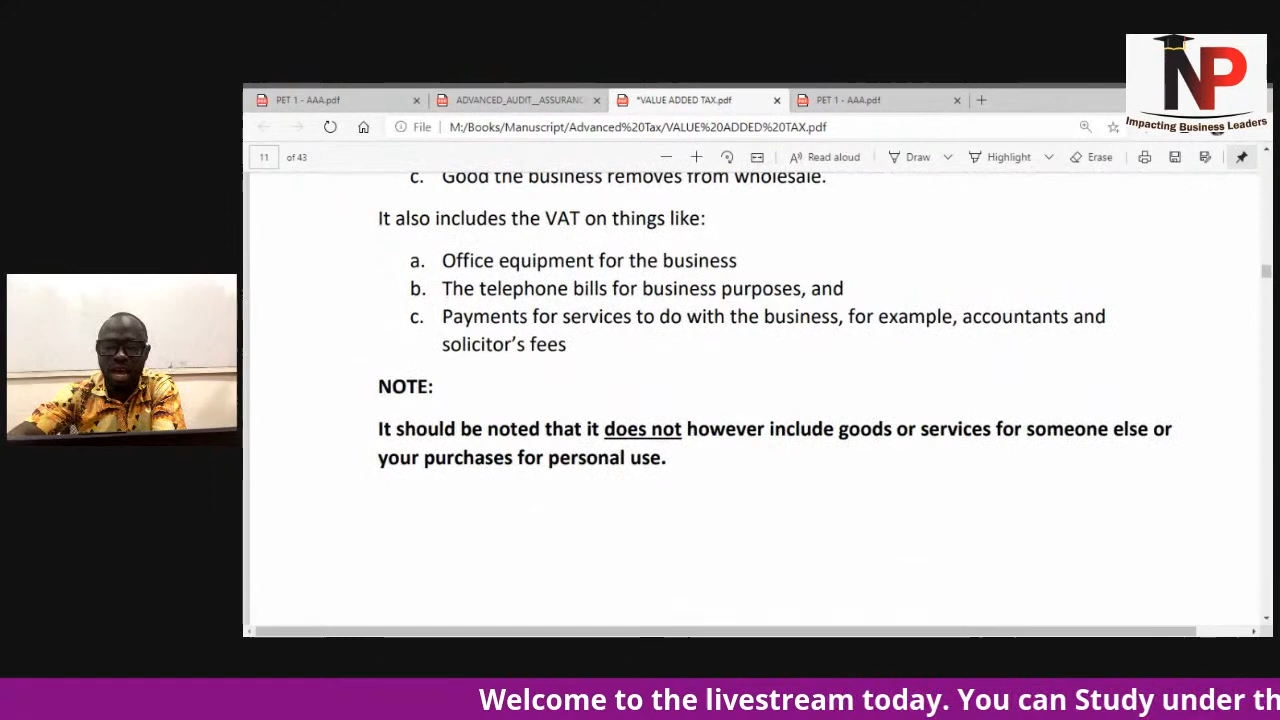 NP
Impacting Business Leaders
PET 1 - AAA.pdf
ADVANCED_AUDIT__ASSURANC
*VALUE ADDED TAX.pdf
PET 1 - AAA.pdf
File
M:/Books/Manuscript/Advanced%20Tax/VALUE%20ADDED%20TAX.pdf
11 of 43
Read aloud
Draw
Highlight
Erase
c. Good the business removes from wholesale.
It also includes the VAT on things like:
a. Office equipment for the business
b. The telephone bills for business purposes, and
c. Payments for services to do with the business, for example, accountants and
solicitor's fees
NOTE:
It should be noted that it does not however include goods or services for someone else or
your purchases for personal use.
Welcome to the livestream today. You can Study under th